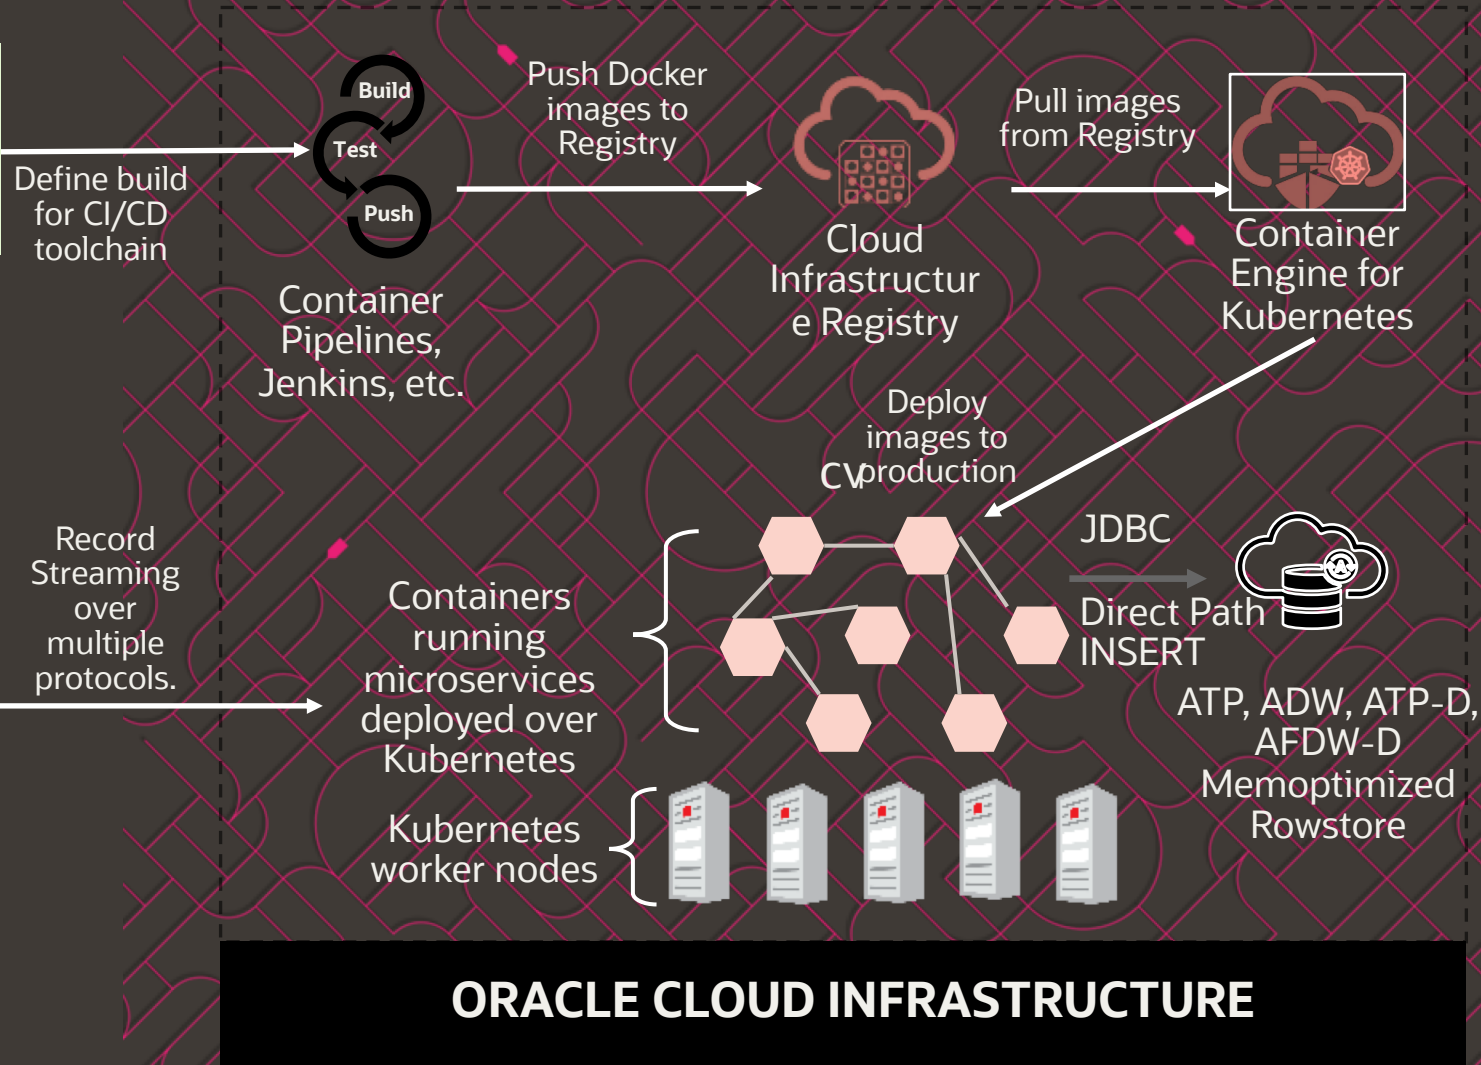 Build
Test
Push
Push Docker
images to
Registry
Pull images
from Registry
Define build
for CI/CD
toolchain
Container
Pipelines,
Jenkins, etc.
Cloud
Infrastructur
e Registry
Container
Engine for
Kubernetes
Deploy
images to
production
cv
Record
Streaming
over
multiple
protocols.
Containers
running
microservices
deployed over
Kubernetes
JDBC
Direct Path
INSERT
A
ATP, ADW, ATP-D,
AFDW-D
Memoptimized
Rowstore
Kubernetes
worker nodes
ORACLE CLOUD INFRASTRUCTURE